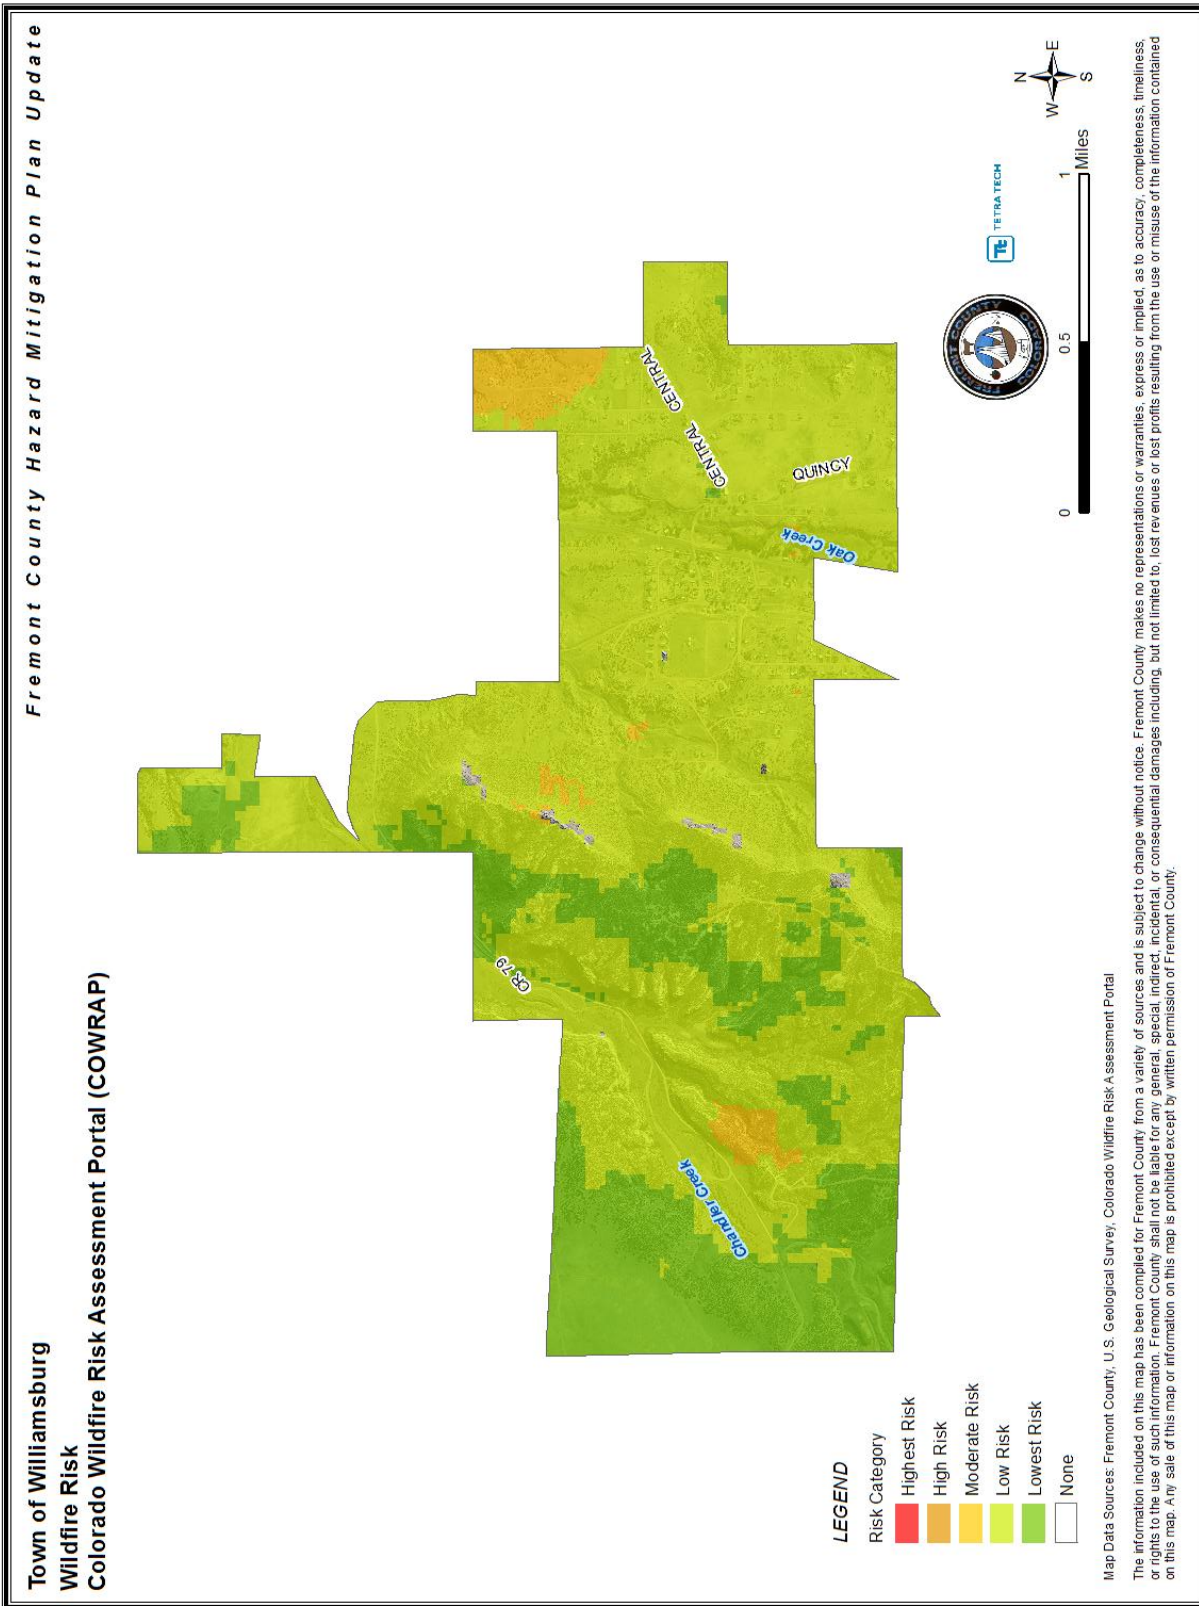 Fremont County Hazard Mitigation Plan Update
Town of Williamsburg
Wildfire Risk
Colorado Wildfire Risk Assessment Portal (COWRAP)
CR 79
Chandler Creek
CENTRAL
CENTRAL
QUINCY
Oak Creek
LEGEND
Risk Category
Highest Risk
High Risk
Moderate Risk
Low Risk
Lowest Risk
None
FREMONT COUNTY
COLORADO
Tt TETRA TECH
0 0.5 1
Miles
N
W E
S
Map Data Sources: Fremont County, U.S. Geological Survey, Colorado Wildfire Risk Assessment Portal
The information included on this map has been compiled for Fremont County from a variety of sources and is subject to change without notice. Fremont County makes no representations or warranties, express or implied, as to accuracy, completeness, timeliness,
or rights to the use of such information. Fremont County shall not be liable for any general, special, indirect, incidental, or consequential damages including, but not limited to, lost revenues or lost profits resulting from the use or misuse of the information contained
on this map. Any sale of this map or information on this map is prohibited except by written permission of Fremont County.